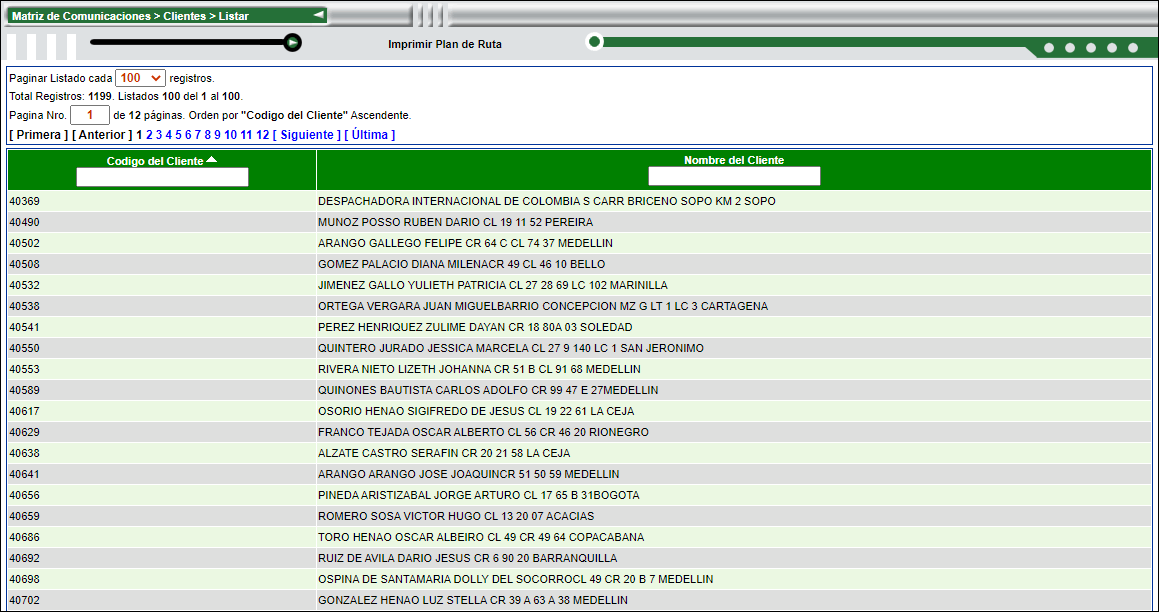 Matriz de Comunicaciones > Clientes > Listar
Imprimir Plan de Ruta
Paginar Listado cada 100 registros.
Total Registros: 1199. Listados 100 del 1 al 100.
Pagina Nro. 1 de 12 páginas. Orden por "Codigo del Cliente" Ascendente.
[ Primera ] [ Anterior ] 1 2 3 4 5 6 7 8 9 10 11 12 [ Siguiente ] [ Última ]
Codigo del Cliente Nombre del Cliente
40369 DESPACHADORA INTERNACIONAL DE COLOMBIA S CARR BRICENO SOPO KM 2 SOPO
40490 MUNOZ POSSO RUBEN DARIO CL 19 11 52 PEREIRA
40502 ARANGO GALLEGO FELIPE CR 64 C CL 74 37 MEDELLIN
40508 GOMEZ PALACIO DIANA MILENACR 49 CL 46 10 BELLO
40532 JIMENEZ GALLO YULIETH PATRICIA CL 27 28 69 LC 102 MARINILLA
40538 ORTEGA VERGARA JUAN MIGUELBARRIO CONCEPCION MZ G LT 1 LC 3 CARTAGENA
40541 PEREZ HENRIQUEZ ZULIME DAYAN CR 18 80A 03 SOLEDAD
40550 QUINTERO JURADO JESSICA MARCELA CL 27 9 140 LC 1 SAN JERONIMO
40553 RIVERA NIETO LIZETH JOHANNA CR 51 B CL 91 68 MEDELLIN
40589 QUINONES BAUTISTA CARLOS ADOLFO CR 99 47 E 27MEDELLIN
40617 OSORIO HENAO SIGIFREDO DE JESUS CL 19 22 61 LA CEJA
40629 FRANCO TEJADA OSCAR ALBERTO CL 56 CR 46 20 RIONEGRO
40638 ALZATE CASTRO SERAFIN CR 20 21 58 LA CEJA
40641 ARANGO ARANGO JOSE JOAQUINCR 51 50 59 MEDELLIN
40656 PINEDA ARISTIZABAL JORGE ARTURO CL 17 65 B 31BOGOTA
40659 ROMERO SOSA VICTOR HUGO CL 13 20 07 ACACIAS
40686 TORO HENAO OSCAR ALBEIRO CL 49 CR 49 64 COPACABANA
40692 RUIZ DE AVILA DARIO JESUS CR 6 90 20 BARRANQUILLA
40698 OSPINA DE SANTAMARIA DOLLY DEL SOCORROCL 49 CR 20 B 7 MEDELLIN
40702 GONZALEZ HENAO LUZ STELLA CR 39 A 63 A 38 MEDELLIN